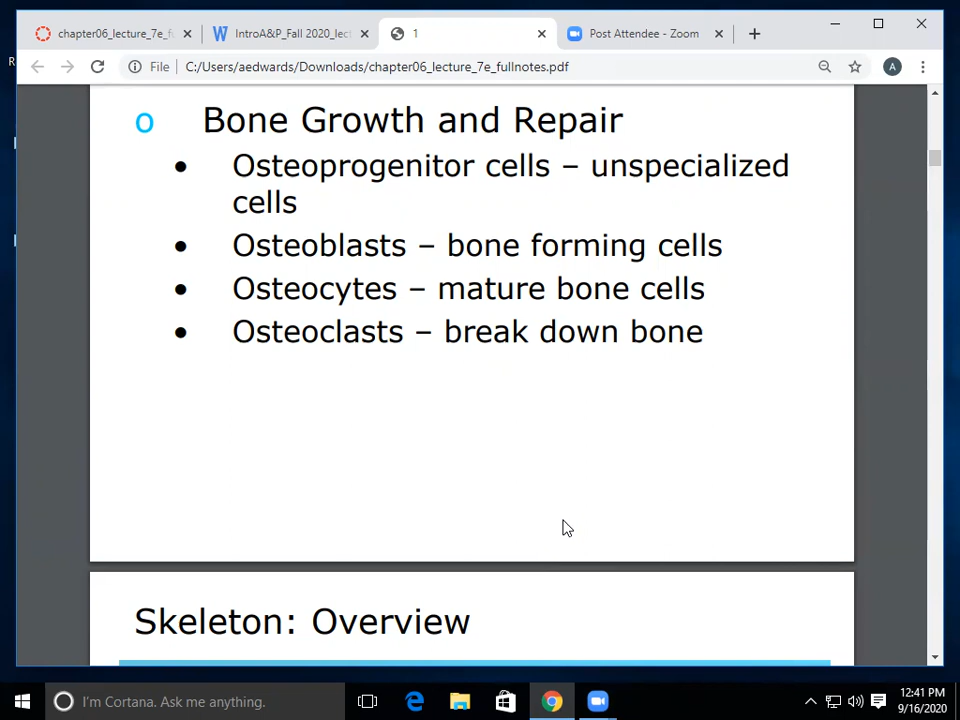 chapter06_lecture_7e_fu
IntroA&P_Fall 2020_lect
1
Post Attendee - Zoom
File
C:/Users/aedwards/Downloads/chapter06_lecture_7e_fullnotes.pdf
A
R
o Bone Growth and Repair
• Osteoprogenitor cells – unspecialized
cells
• Osteoblasts – bone forming cells
• Osteocytes – mature bone cells
• Osteoclasts – break down bone
Skeleton: Overview
I'm Cortana. Ask me anything.
12:41 PM
9/16/2020